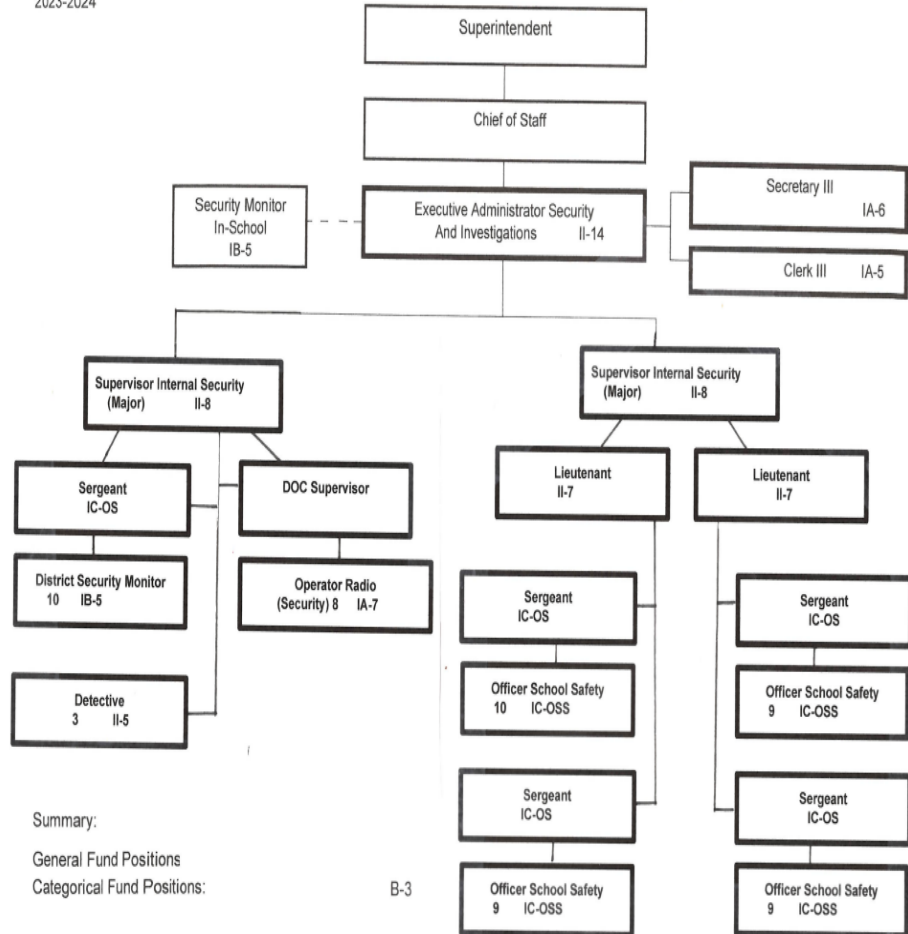 2023-2024
Superintendent
Chief of Staff
Security Monitor
In-School
IB-5
Executive Administrator Security
And Investigations II-14
Secretary III
IA-6
Clerk III IA-5
Supervisor Internal Security
(Major) II-8
Supervisor Internal Security
(Major) II-8
Sergeant
IC-OS
DOC Supervisor
Lieutenant
II-7
Lieutenant
II-7
District Security Monitor
10 IB-5
Operator Radio
(Security) 8 IA-7
Sergeant
IC-OS
Sergeant
IC-OS
Detective
3 II-5
Officer School Safety
10 IC-OSS
Officer School Safety
9 IC-OSS
Sergeant
IC-OS
Sergeant
IC-OS
Officer School Safety
9 IC-OSS
Officer School Safety
9 IC-OSS
Summary:
General Fund Positions
Categorical Fund Positions:
B-3